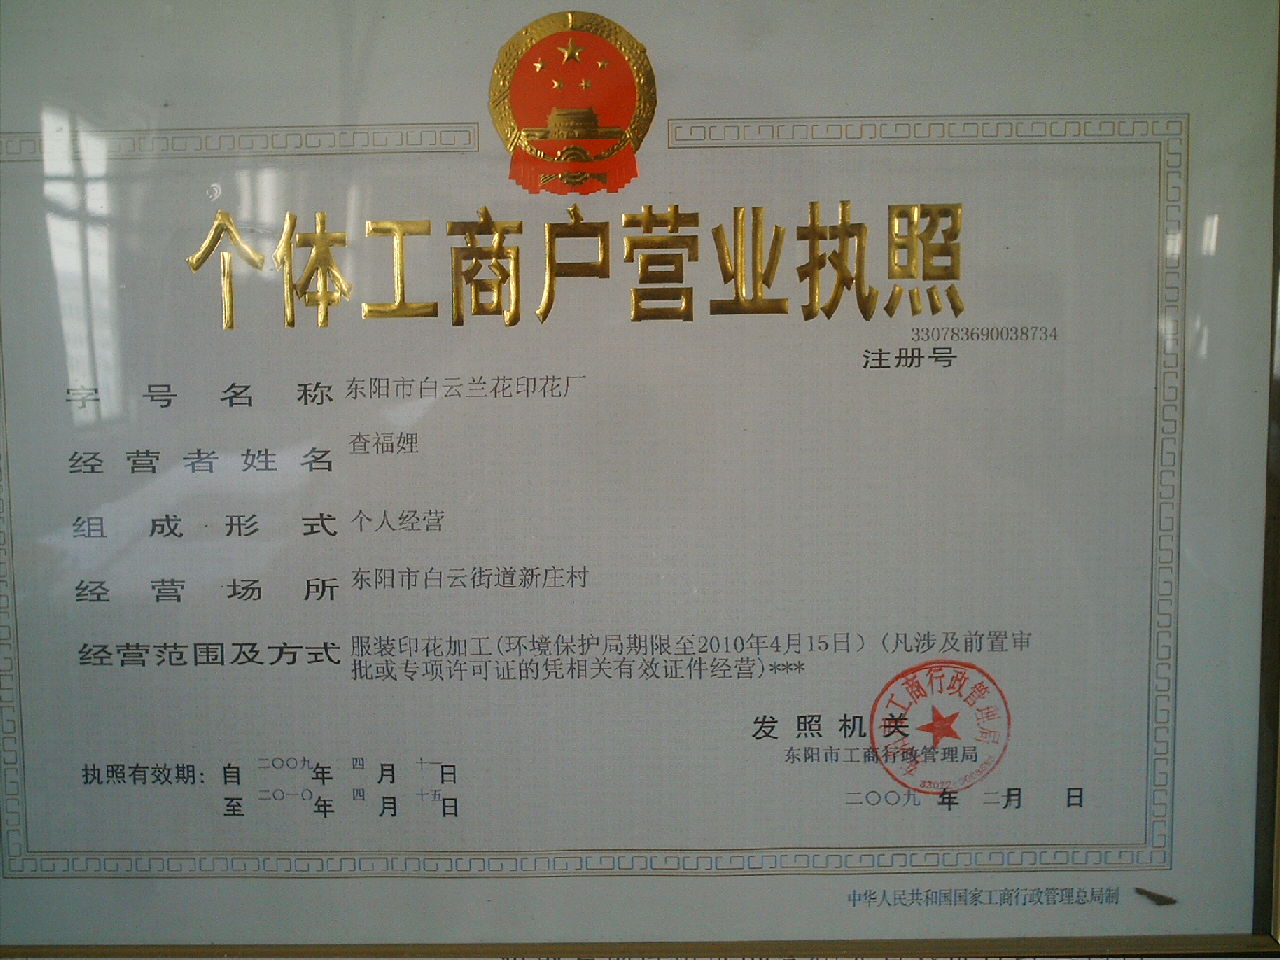 个体工商户营业执照
330783690038734
注册号
字号名称 东阳市白云兰花印花厂
经营者姓名 查福娌
组成形式 个人经营
经营场所 东阳市白云街道新庄村
经营范围及方式 服装印花加工(环境保护局期限至2010年4月15日)(凡涉及前置审
批或专项许可证的凭相关有效证件经营)***
发照机关
东阳市工商行政管理局
执照有效期：自 二〇〇九年 四 月 十一日
至 二〇一〇年 四 月 十五日
二〇〇九 年 二月 日
中华人民共和国国家工商行政管理总局制